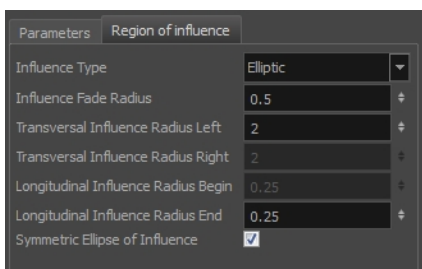 Parameters Region of influence
Influence Type Elliptic
Influence Fade Radius 0.5
Transversal Influence Radius Left 2
Transversal Influence Radius Right 2
Longitudinal Influence Radius Begin 0.25
Longitudinal Influence Radius End 0.25
Symmetric Ellipse of Influence